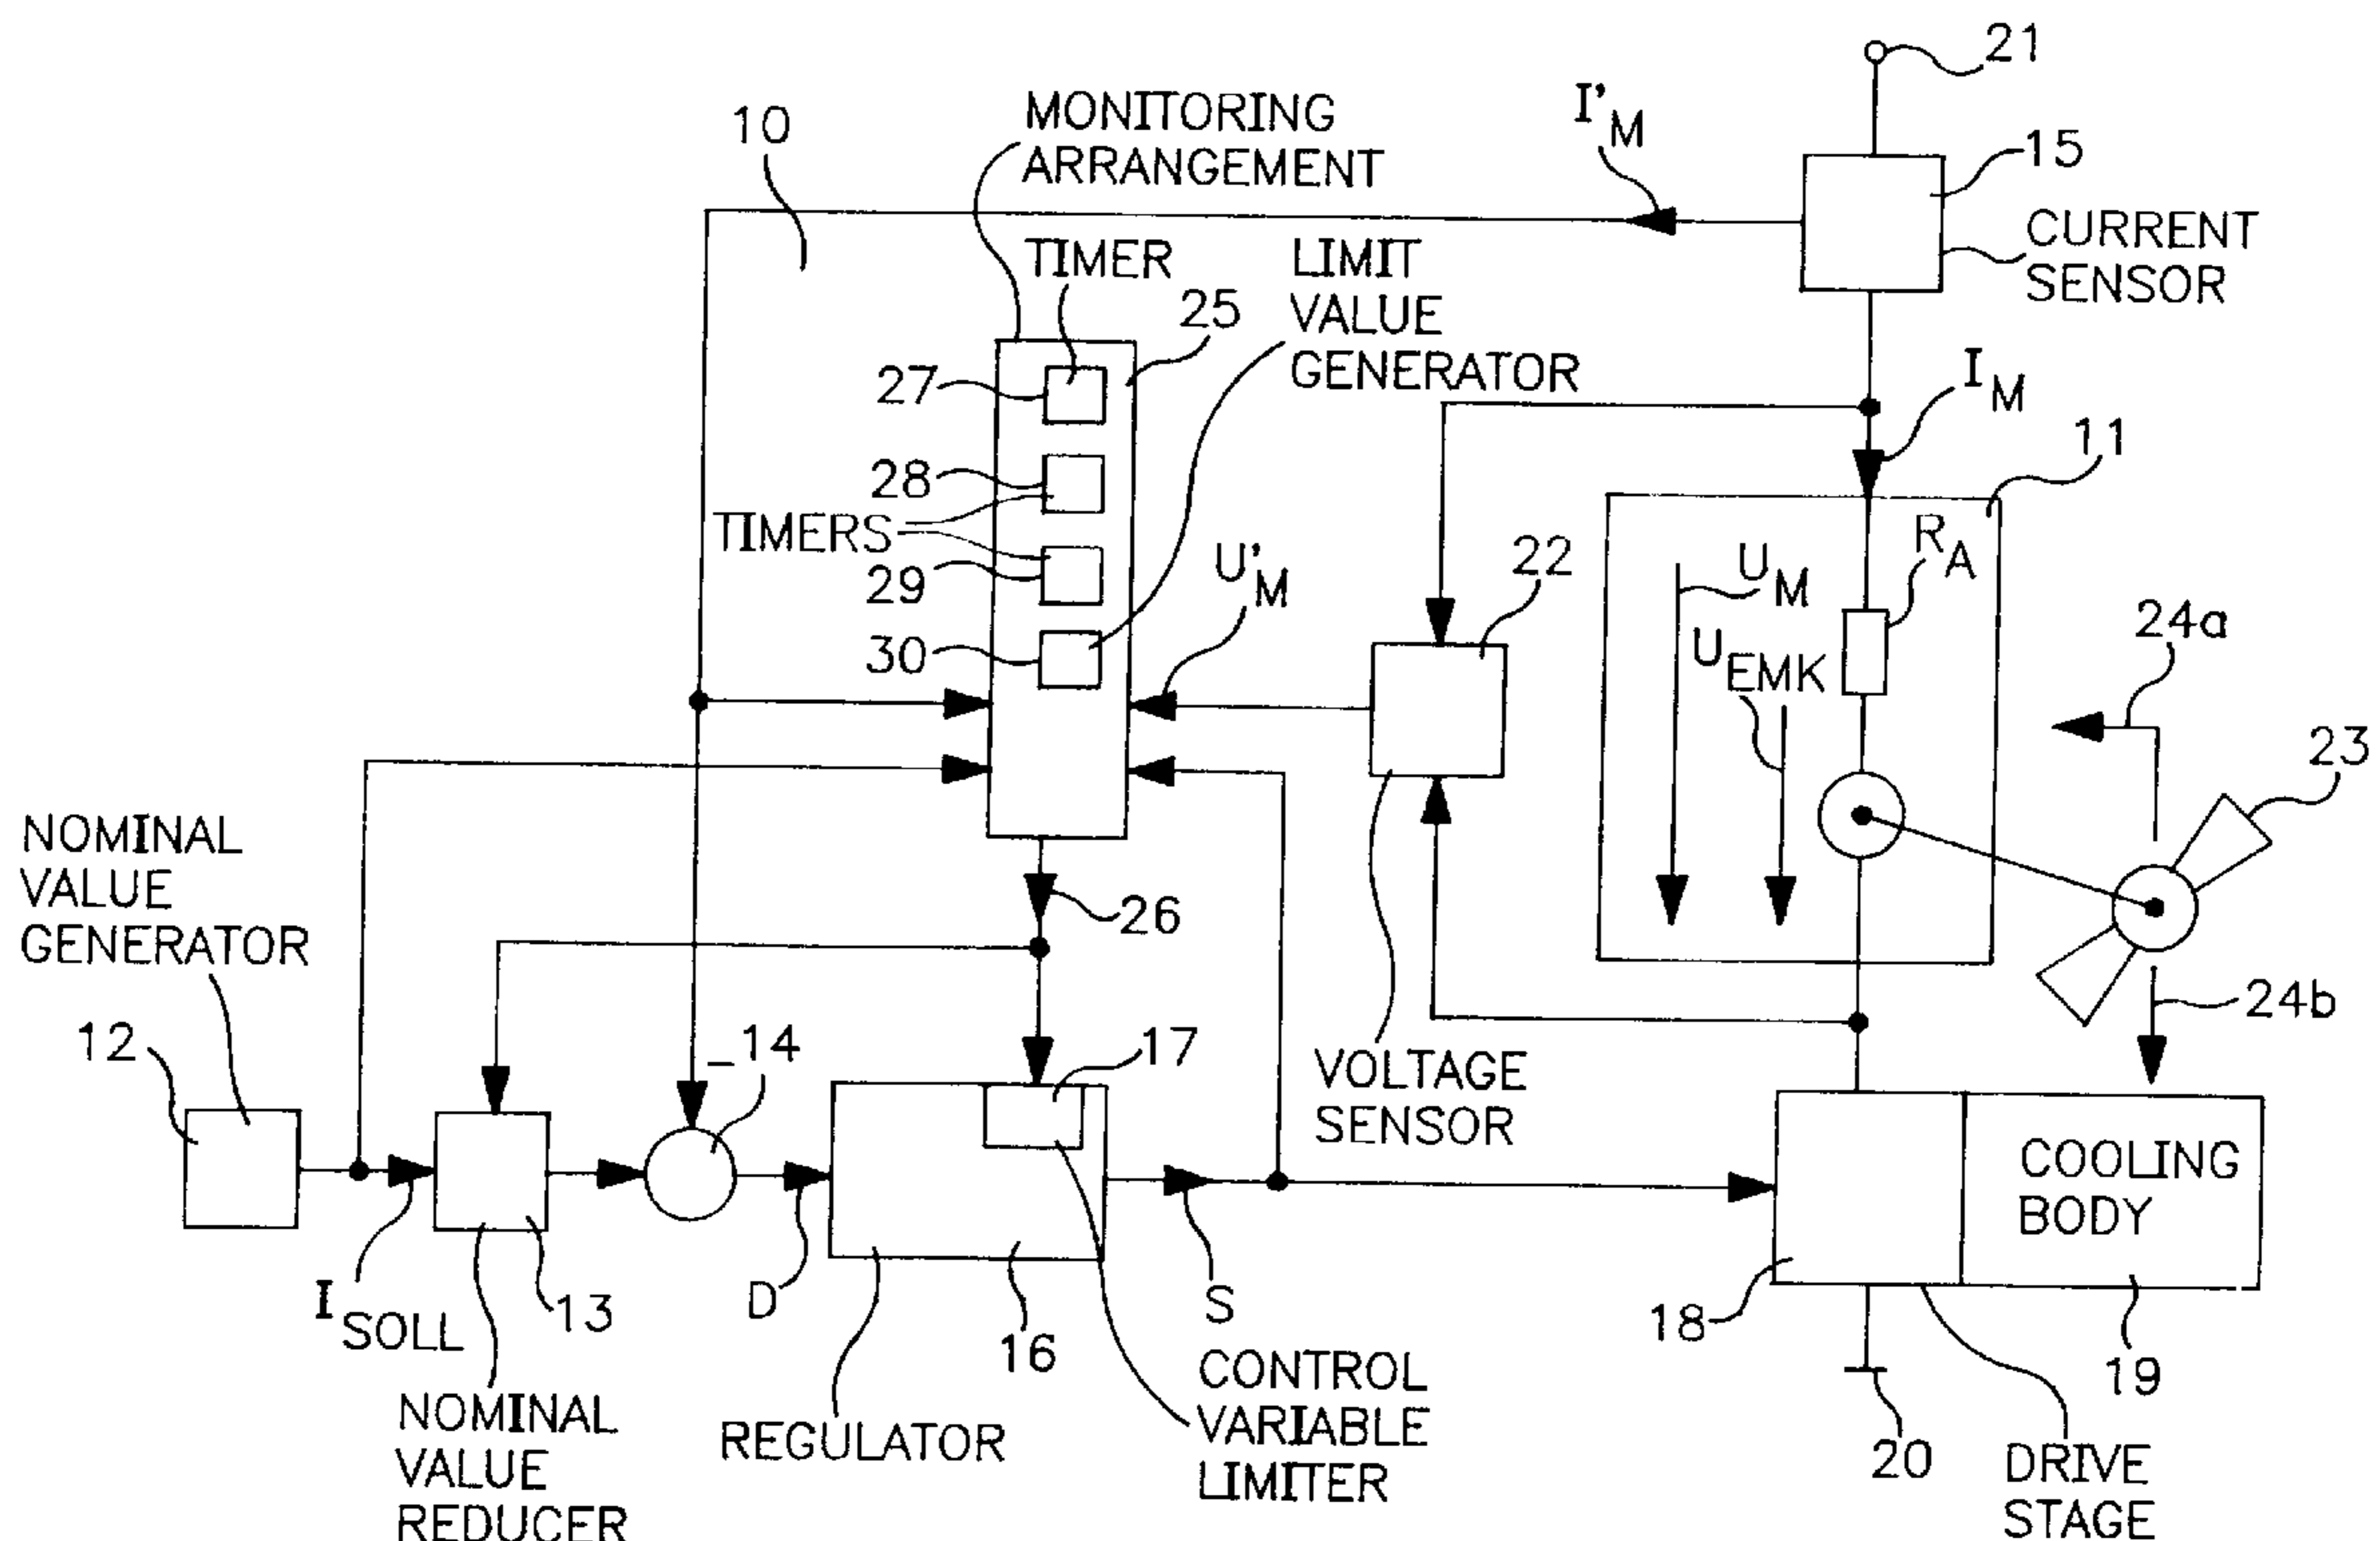 21
MONITORING
ARRANGEMENT
10
I'M
15
CURRENT
SENSOR
TIMER
LIMIT
VALUE
GENERATOR
25
27
IM
11
28
TIMERS
29
U'M
22
UM
RA
30
UEMK
24a
23
NOMINAL
VALUE
GENERATOR
26
24b
12
–
14
17
VOLTAGE
SENSOR
COOLING
BODY
ISOLL
13
D
16
S
18
19
CONTROL
VARIABLE
LIMITER
NOMINAL
VALUE
REDUCER
REGULATOR
20
DRIVE
STAGE